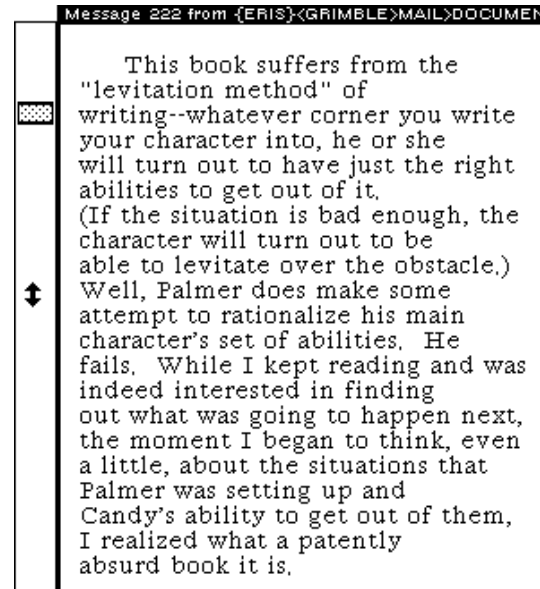 Message 222 from {ERIS}<GRIMBLE>MAIL>DOCUMEN
This book suffers from the
"levitation method" of
writing--whatever corner you write
your character into, he or she
will turn out to have just the right
abilities to get out of it.
(If the situation is bad enough, the
character will turn out to be
able to levitate over the obstacle.)
Well, Palmer does make some
attempt to rationalize his main
character's set of abilities.  He
fails.  While I kept reading and was
indeed interested in finding
out what was going to happen next,
the moment I began to think, even
a little, about the situations that
Palmer was setting up and
Candy's ability to get out of them,
I realized what a patently
absurd book it is.